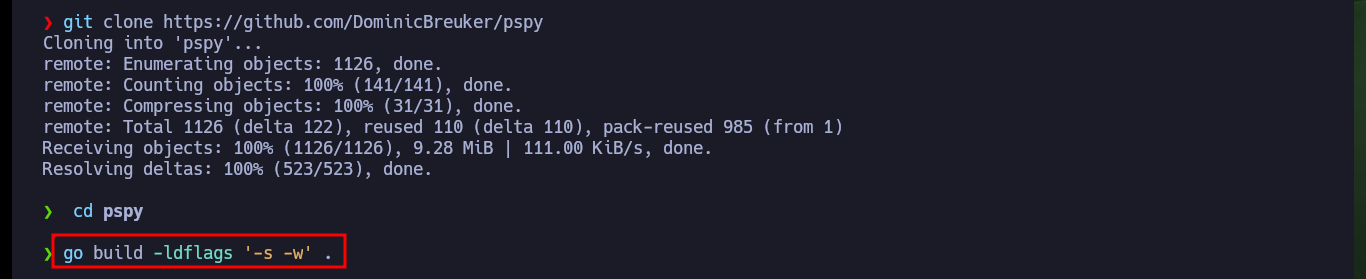 ❯ git clone https://github.com/DominicBreuker/pspy
Cloning into 'pspy'...
remote: Enumerating objects: 1126, done.
remote: Counting objects: 100% (141/141), done.
remote: Compressing objects: 100% (31/31), done.
remote: Total 1126 (delta 122), reused 110 (delta 110), pack-reused 985 (from 1)
Receiving objects: 100% (1126/1126), 9.28 MiB | 111.00 KiB/s, done.
Resolving deltas: 100% (523/523), done.
❯ cd pspy
❯ go build -ldflags '-s -w' .